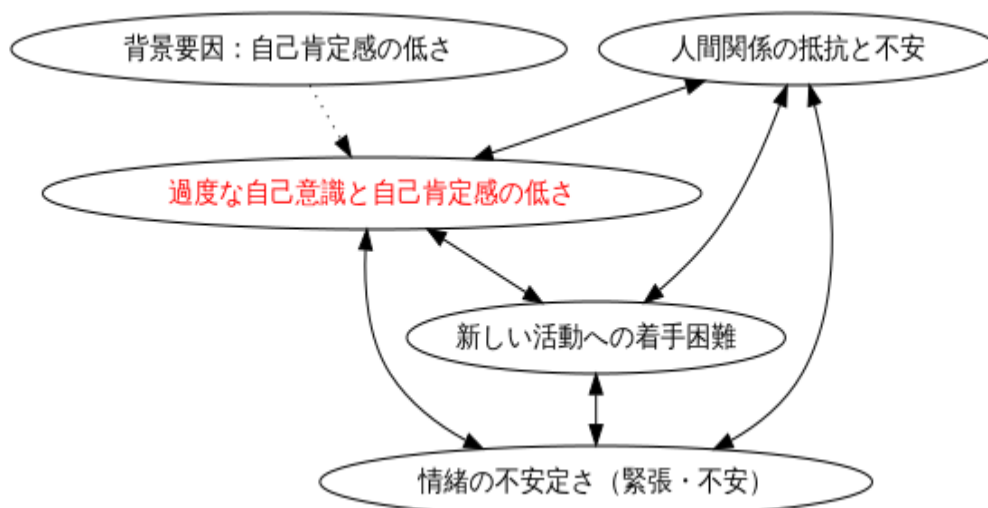 背景要因：自己肯定感の低さ
人間関係の抵抗と不安
過度な自己意識と自己肯定感の低さ
新しい活動への着手困難
情緒の不安定さ（緊張・不安）